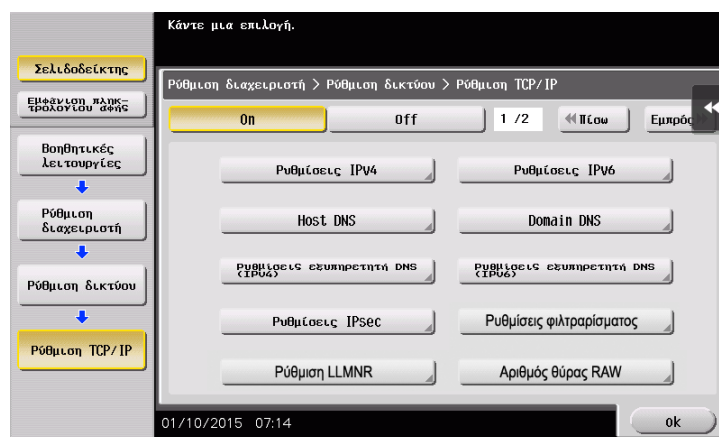 Κάντε μια επιλογή.
Σελιδοδείκτης
Εμφάνιση πληκ-
τρολογίου αφής
Βοηθητικές
λειτουργίες
Ρύθμιση
διαχειριστή
Ρύθμιση δικτύου
Ρύθμιση TCP/IP
Ρύθμιση διαχειριστή > Ρύθμιση δικτύου > Ρύθμιση TCP/IP
On Off 1 /2 Πίσω Εμπρός
Ρυθμίσεις IPv4 Ρυθμίσεις IPv6
Host DNS Domain DNS
Ρυθμίσεις εξυπηρετητή DNS
(IPv4)
Ρυθμίσεις εξυπηρετητή DNS
(IPv6)
Ρυθμίσεις IPsec Ρυθμίσεις φιλτραρίσματος
Ρύθμιση LLMNR Αριθμός θύρας RAW
01/10/2015 07:14 οk